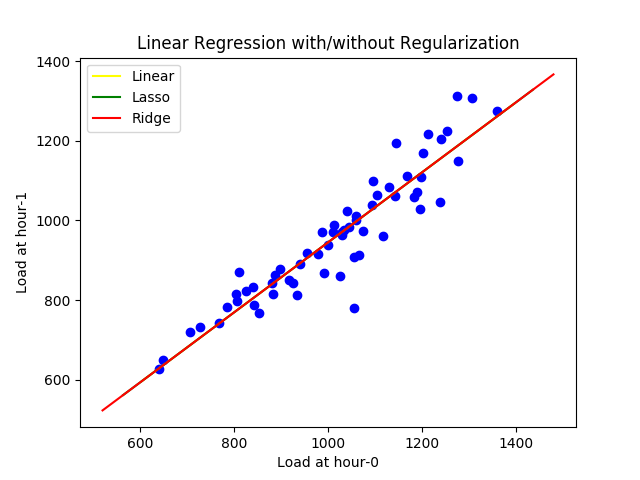 Linear Regression with/without Regularization
Linear
Lasso
Ridge
1400
1200
1000
800
600
Load at hour-1
600 800 1000 1200 1400
Load at hour-0